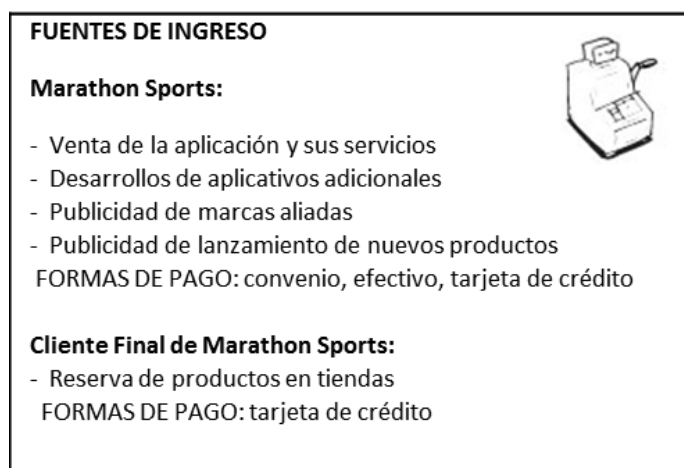 FUENTES DE INGRESO
Marathon Sports:
- Venta de la aplicación y sus servicios
- Desarrollos de aplicativos adicionales
- Publicidad de marcas aliadas
- Publicidad de lanzamiento de nuevos productos
FORMAS DE PAGO: convenio, efectivo, tarjeta de crédito
Cliente Final de Marathon Sports:
- Reserva de productos en tiendas
FORMAS DE PAGO: tarjeta de crédito